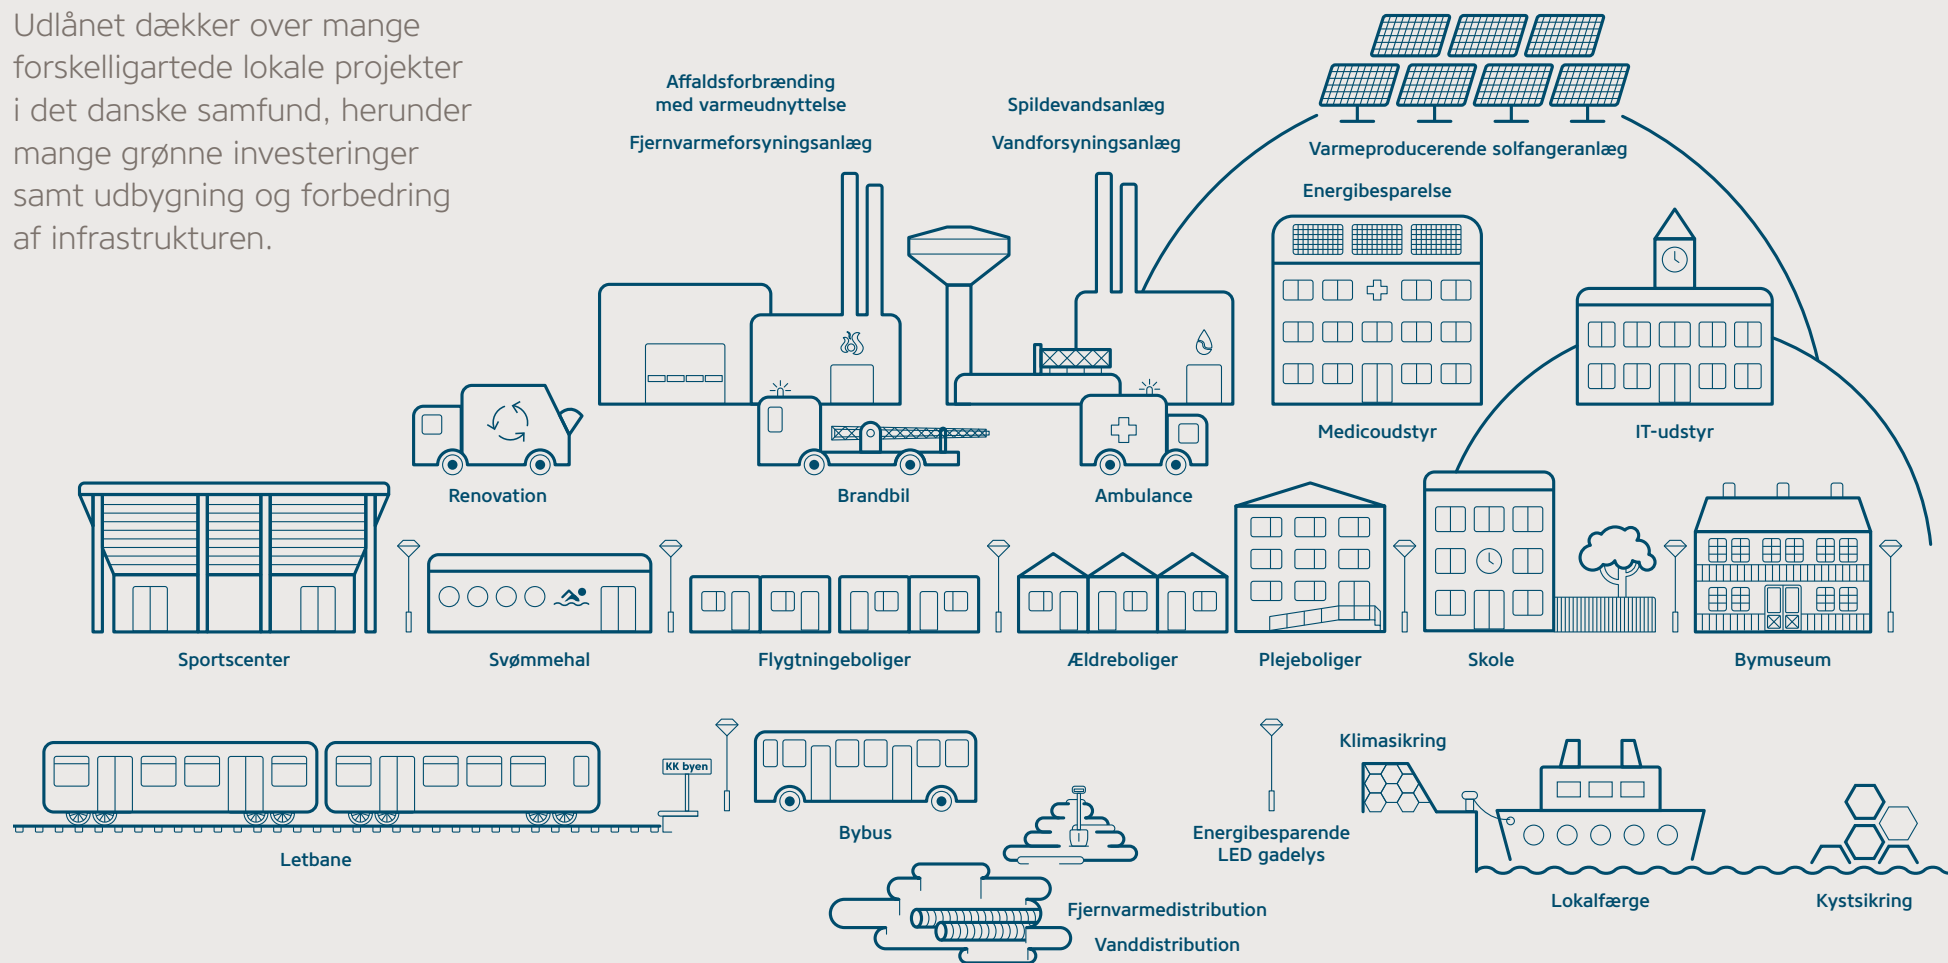 Udlånet dækker over mange
forskelligartede lokale projekter
i det danske samfund, herunder
mange grønne investeringer
samt udbygning og forbedring
af infrastrukturen.
Affaldsforbrænding
med varmeudnyttelse
Fjernvarmeforsyningsanlæg
Spildevandsanlæg
Vandforsyningsanlæg
Varmeproducerende solfangeranlæg
Energibesparelse
Medicoudstyr
IT-udstyr
Renovation
Brandbil
Ambulance
Sportscenter
Svømmehal
Flygtningeboliger
Ældreboliger
Plejeboliger
Skole
Bymuseum
KK byen
Letbane
Bybus
Energibesparende
LED gadelys
Klimasikring
Lokalfærge
Kystsikring
Fjernvarmedistribution
Vanddistribution